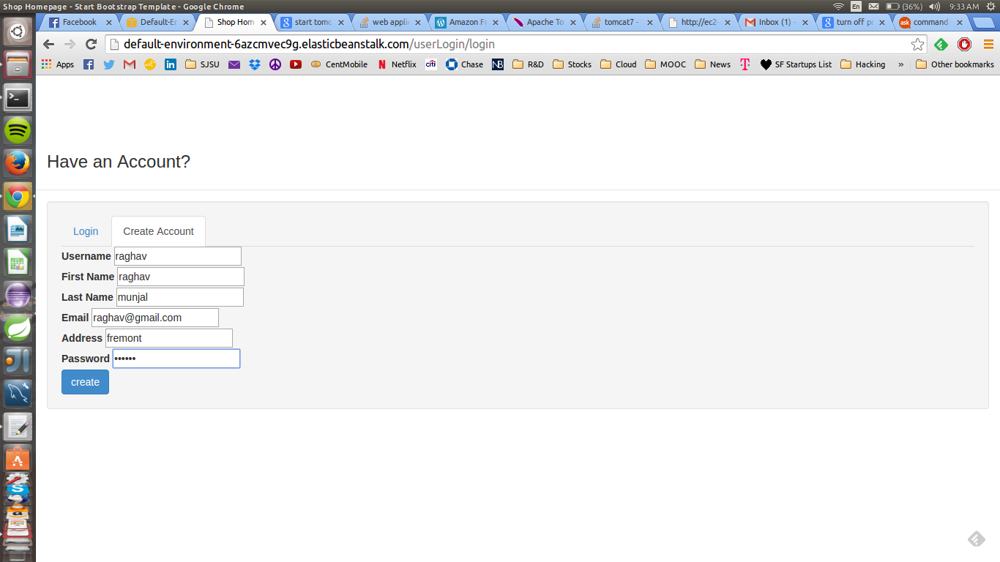 Shop Homepage - Start Bootstrap Template - Google Chrome En (36%) 9:33 AM
Facebook Default-En Shop Hom start tomc web appli Amazon Fr Apache To tomcat7 - http://ec2- Inbox (1) - turn off po command
default-environment-6azcmvec9g.elasticbeanstalk.com/userLogin/login
Apps SJSU CentMobile Netflix citi Chase NB R&D Stocks Cloud MOOC News T SF Startups List Hacking » Other bookmarks
Have an Account?
Login Create Account
Username raghav
First Name raghav
Last Name munjal
Email raghav@gmail.com
Address fremont
Password ••••••
create